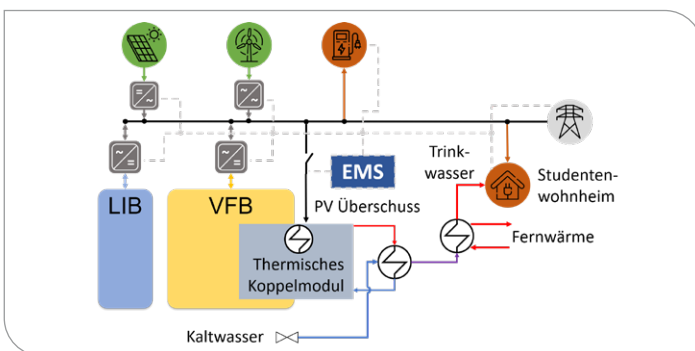 EMS
Trink-
wasser
Studenten-
wohnheim
LIB
VFB
PV Überschuss
Fernwärme
Thermisches
Koppelmodul
Kaltwasser